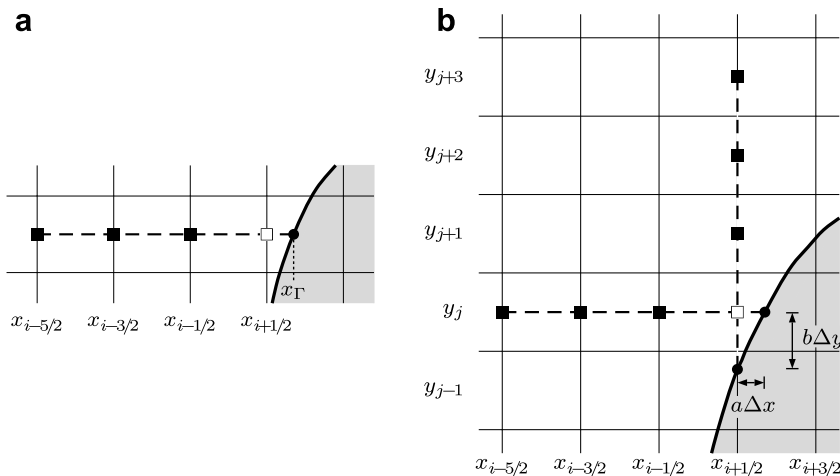 a
x_Γ
x_{i−5/2} x_{i−3/2} x_{i−1/2} x_{i+1/2}
b
y_{j+3}
y_{j+2}
y_{j+1}
y_j
bΔy
y_{j−1}
aΔx
x_{i−5/2} x_{i−3/2} x_{i−1/2} x_{i+1/2} x_{i+3/2}